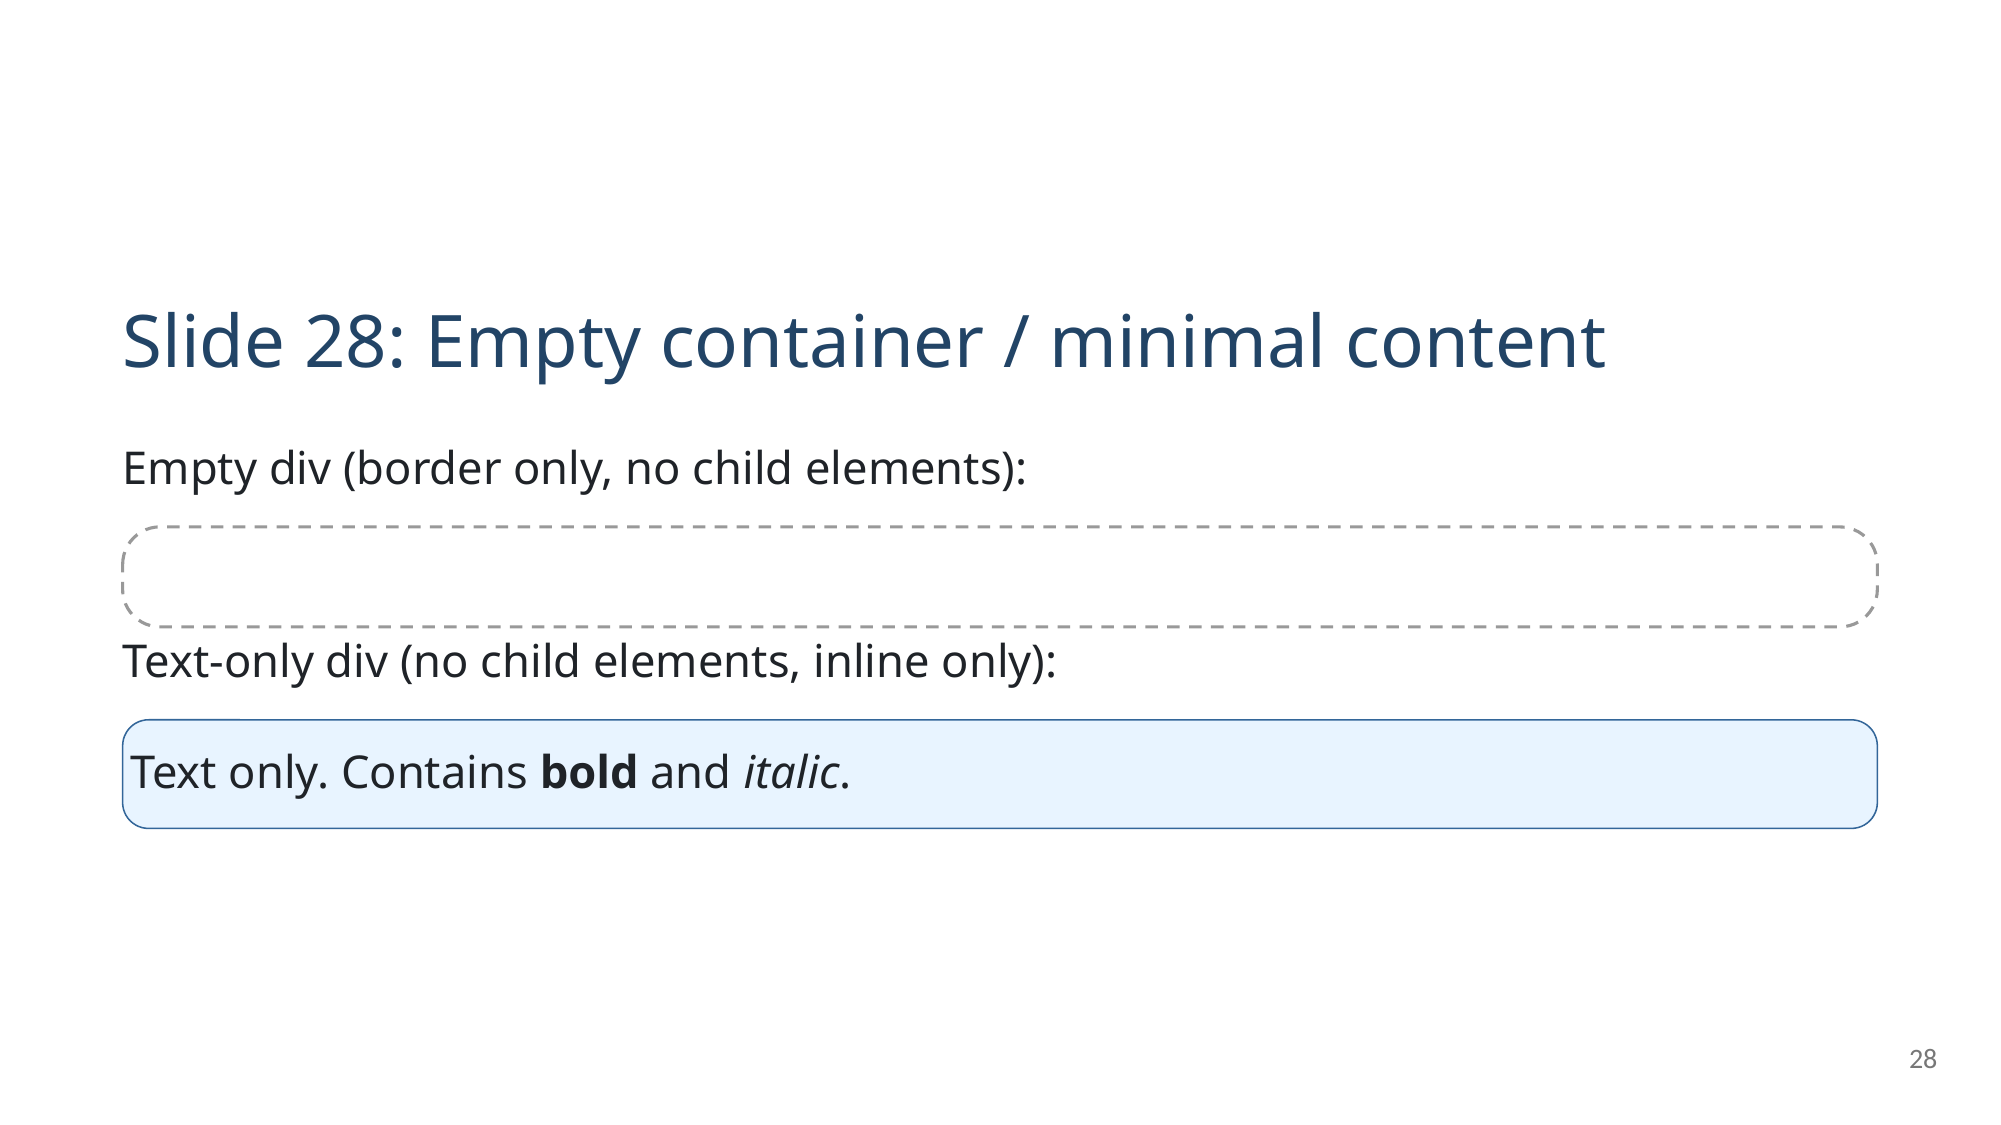 Slide 28: Empty container / minimal content
Empty div (border only, no child elements):
Text-only div (no child elements, inline only):
Text only. Contains bold and italic.
28